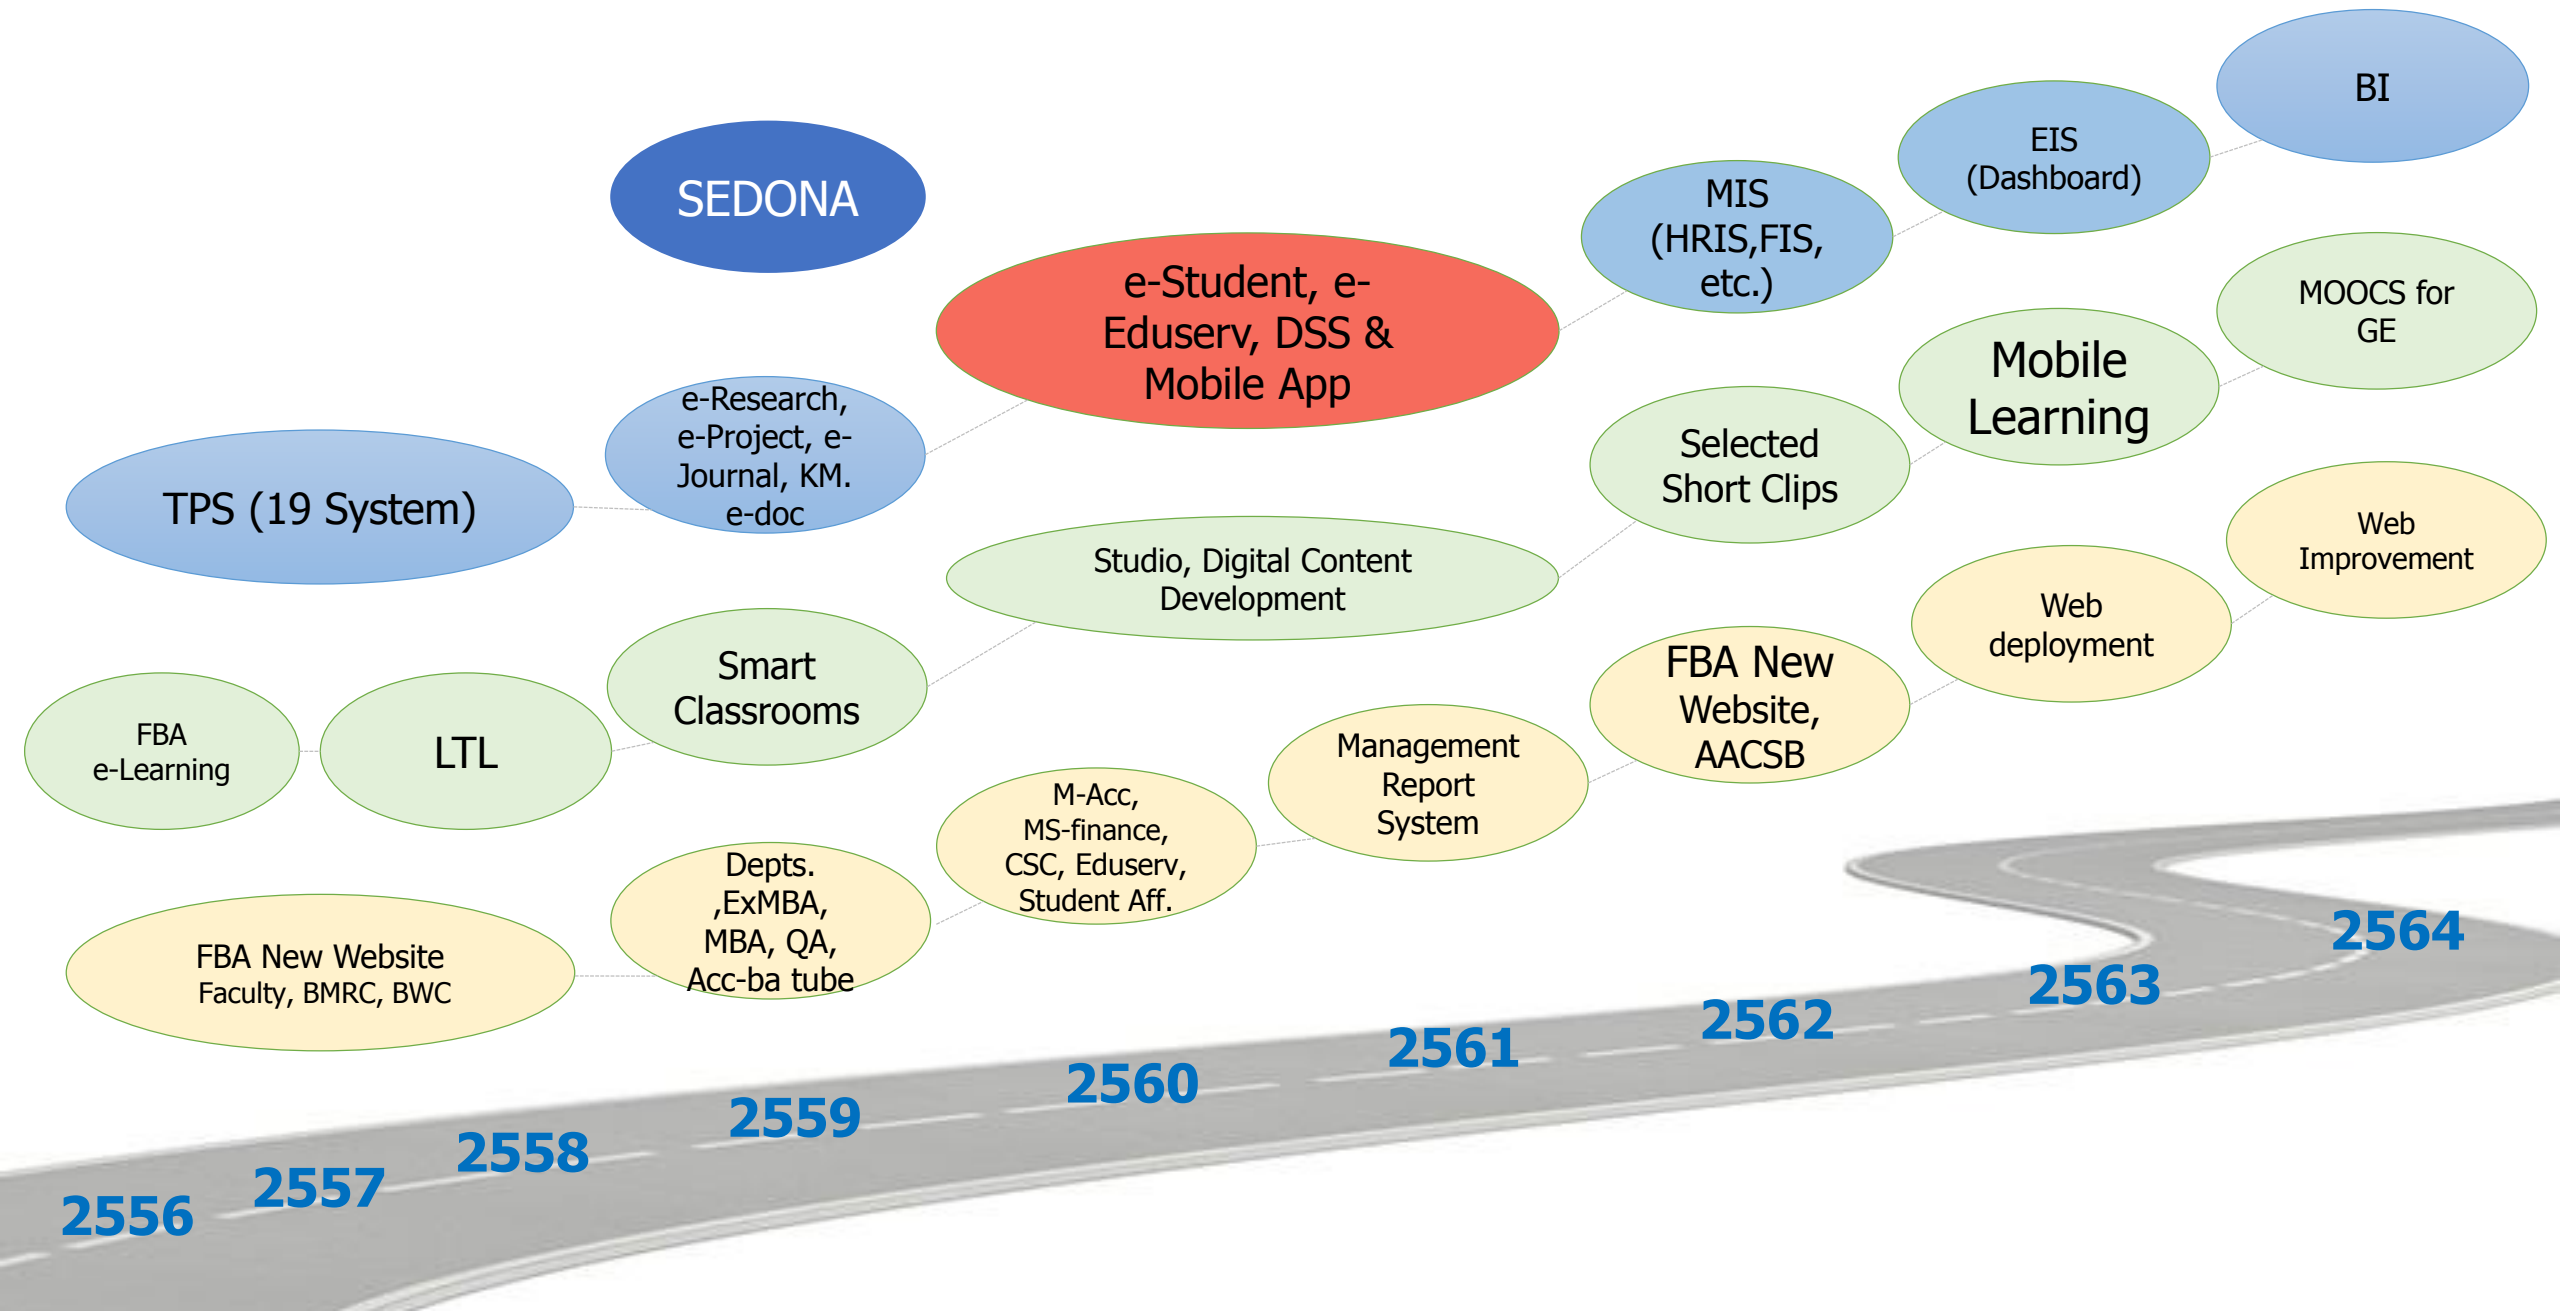 BI
EIS
(Dashboard)
SEDONA
MIS
(HRIS,FIS,
etc.)
e-Student, e-
Eduserv, DSS &
Mobile App
MOOCS for
GE
Mobile
Learning
e-Research,
e-Project, e-
Journal, KM.
e-doc
TPS (19 System)
Selected
Short Clips
Studio, Digital Content
Development
Web
Improvement
Web
deployment
Smart
Classrooms
FBA New
Website,
AACSB
FBA
e-Learning
LTL
Management
Report
System
M-Acc,
MS-finance,
CSC, Eduserv,
Student Aff.
Depts.
,ExMBA,
MBA, QA,
Acc-ba tube
FBA New Website
Faculty, BMRC, BWC
2556
2557
2558
2559
2560
2561
2562
2563
2564